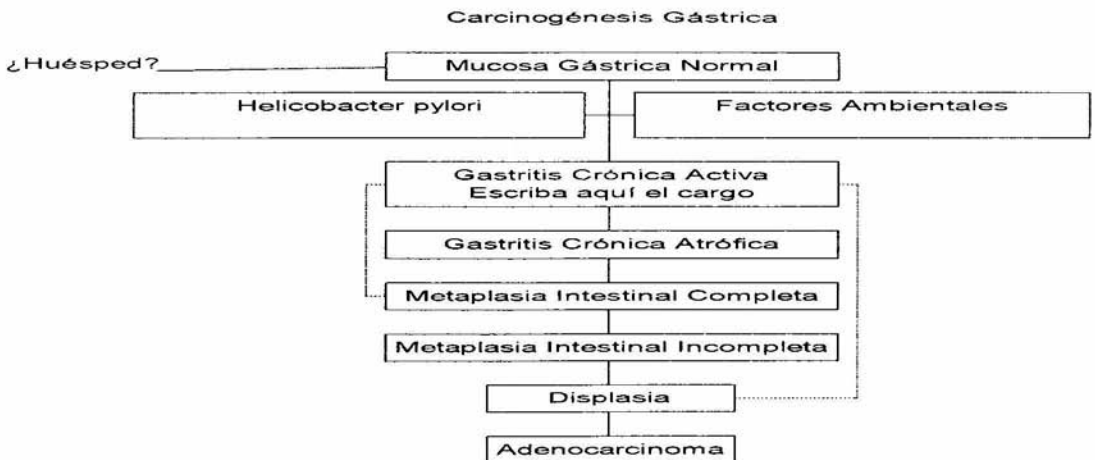 Carcinogénesis Gástrica
¿Huésped?
Mucosa Gástrica Normal
Helicobacter pylori
Factores Ambientales
Gastritis Crónica Activa
Escriba aquí el cargo
Gastritis Crónica Atrófica
Metaplasia Intestinal Completa
Metaplasia Intestinal Incompleta
Displasia
Adenocarcinoma